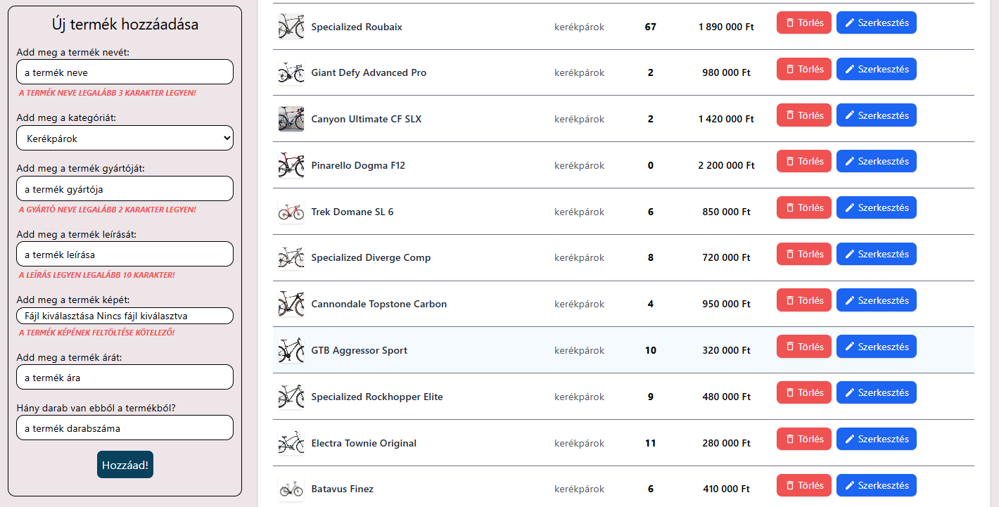 Új termék hozzáadása
Add meg a termék nevét:
a termék neve
A TERMÉK NEVE LEGALÁBB 3 KARAKTER LEGYEN!
Add meg a kategóriát:
Kerékpárok
Add meg a termék gyártóját:
a termék gyártója
A GYÁRTÓ NEVE LEGALÁBB 2 KARAKTER LEGYEN!
Add meg a termék leírását:
a termék leírása
A LEÍRÁS LEGYEN LEGALÁBB 10 KARAKTER!
Add meg a termék képét:
Fájl kiválasztása Nincs fájl kiválasztva
A TERMÉK KÉPÉNEK FELTÖLTÉSE KÖTELEZŐ!
Add meg a termék árát:
a termék ára
Hány darab van ebből a termékből?
a termék darabszáma
Hozzáad!
Specialized Roubaix kerékpárok 67 1 890 000 Ft Törlés Szerkesztés
Giant Defy Advanced Pro kerékpárok 2 980 000 Ft Törlés Szerkesztés
Canyon Ultimate CF SLX kerékpárok 2 1 420 000 Ft Törlés Szerkesztés
Pinarello Dogma F12 kerékpárok 0 2 200 000 Ft Törlés Szerkesztés
Trek Domane SL 6 kerékpárok 6 850 000 Ft Törlés Szerkesztés
Specialized Diverge Comp kerékpárok 8 720 000 Ft Törlés Szerkesztés
Cannondale Topstone Carbon kerékpárok 4 950 000 Ft Törlés Szerkesztés
GTB Aggressor Sport kerékpárok 10 320 000 Ft Törlés Szerkesztés
Specialized Rockhopper Elite kerékpárok 9 480 000 Ft Törlés Szerkesztés
Electra Townie Original kerékpárok 11 280 000 Ft Törlés Szerkesztés
Batavus Finez kerékpárok 6 410 000 Ft Törlés Szerkesztés